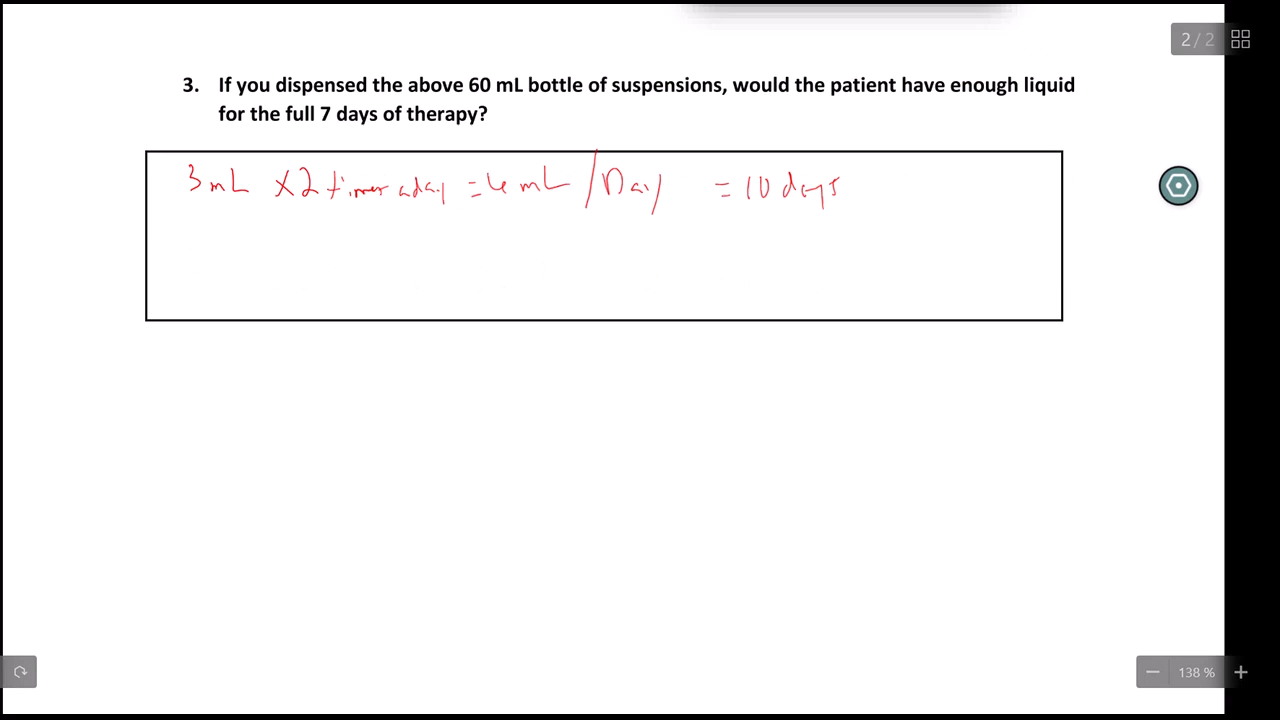 2 / 2
3. If you dispensed the above 60 mL bottle of suspensions, would the patient have enough liquid
for the full 7 days of therapy?
3 mL x 2 times a day = 6 mL / Day = 10 days
138 %